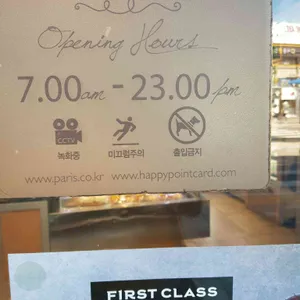 Opening Hours
7.00am - 23.00pm
CCTV
녹화중 미끄럼주의 출입금지
www.paris.co.kr www.happypointcard.com
FIRST CLASS